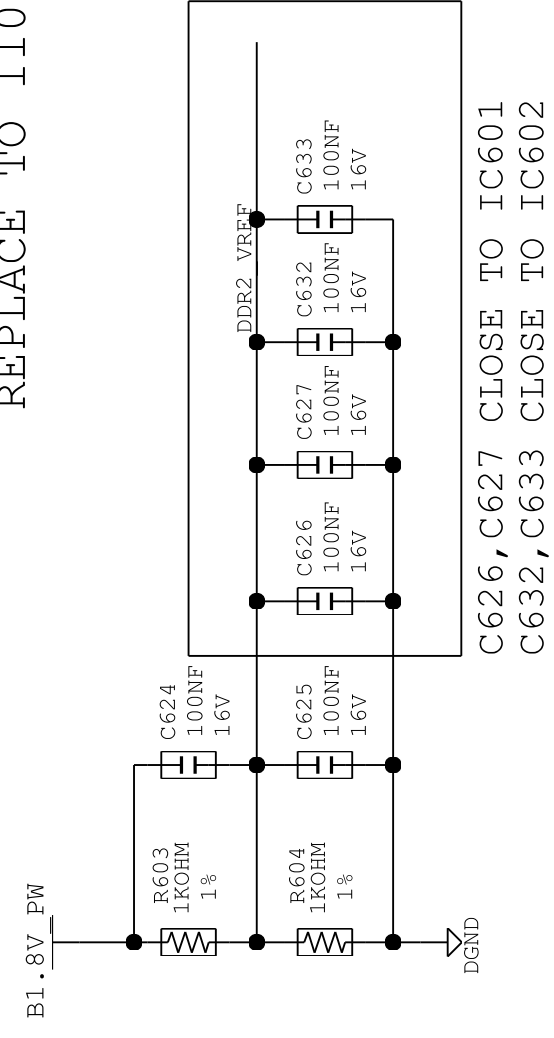 REPLACE TO 110
DDR2 VREF
C633
100NF
16V
C632
100NF
16V
C627
100NF
16V
C626
100NF
16V
C624
100NF
16V
C625
100NF
16V
R603
1KOHM
1%
R604
1KOHM
1%
B1.8V_PW
DGND
C626,C627 CLOSE TO IC601
C632,C633 CLOSE TO IC602